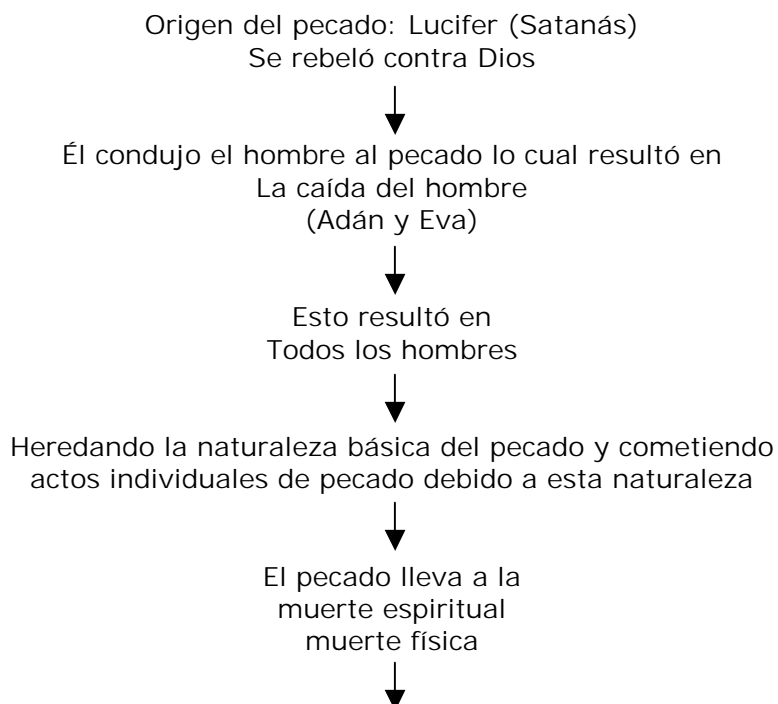 Origen del pecado: Lucifer (Satanás)
Se rebeló contra Dios
Él condujo el hombre al pecado lo cual resultó en
La caída del hombre
(Adán y Eva)
Esto resultó en
Todos los hombres
Heredando la naturaleza básica del pecado y cometiendo
actos individuales de pecado debido a esta naturaleza
El pecado lleva a la
muerte espiritual
muerte física